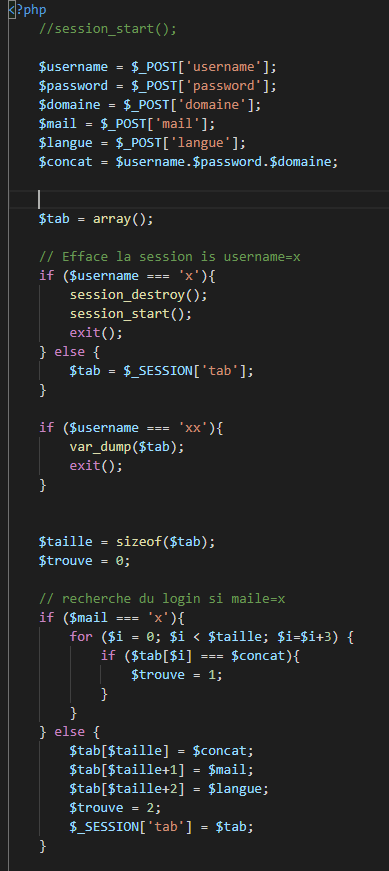 <?php
//session_start();
$username = $_POST['username'];
$password = $_POST['password'];
$domaine = $_POST['domaine'];
$mail = $_POST['mail'];
$langue = $_POST['langue'];
$concat = $username.$password.$domaine;
$tab = array();
// Efface la session is username=x
if ($username === 'x'){
session_destroy();
session_start();
exit();
} else {
$tab = $_SESSION['tab'];
}
if ($username === 'xx'){
var_dump($tab);
exit();
}
$taille = sizeof($tab);
$trouve = 0;
// recherche du login si maile=x
if ($mail === 'x'){
for ($i = 0; $i < $taille; $i=$i+3) {
if ($tab[$i] === $concat){
$trouve = 1;
}
}
} else {
$tab[$taille] = $concat;
$tab[$taille+1] = $mail;
$tab[$taille+2] = $langue;
$trouve = 2;
$_SESSION['tab'] = $tab;
}